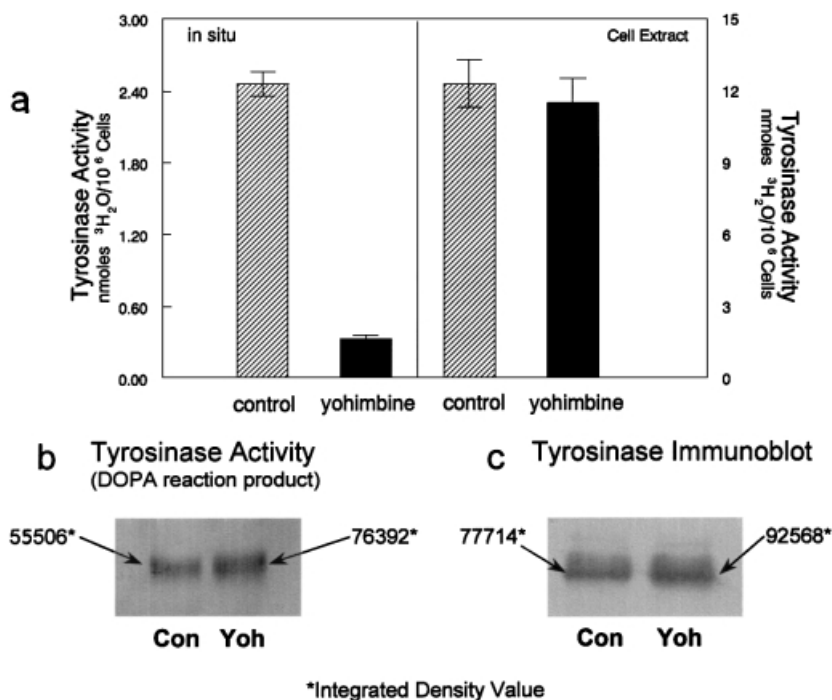 a
Tyrosinase Activity
nmoles ³H₂O/10⁶ Cells
3.00
2.40
1.80
1.20
0.60
0.00
in situ
Cell Extract
15
12
9
6
3
0
Tyrosinase Activity
nmoles ³H₂O/10⁶ Cells
control yohimbine control yohimbine
b Tyrosinase Activity
(DOPA reaction product)
55506*
76392*
Con Yoh
c Tyrosinase Immunoblot
77714*
92568*
Con Yoh
*Integrated Density Value